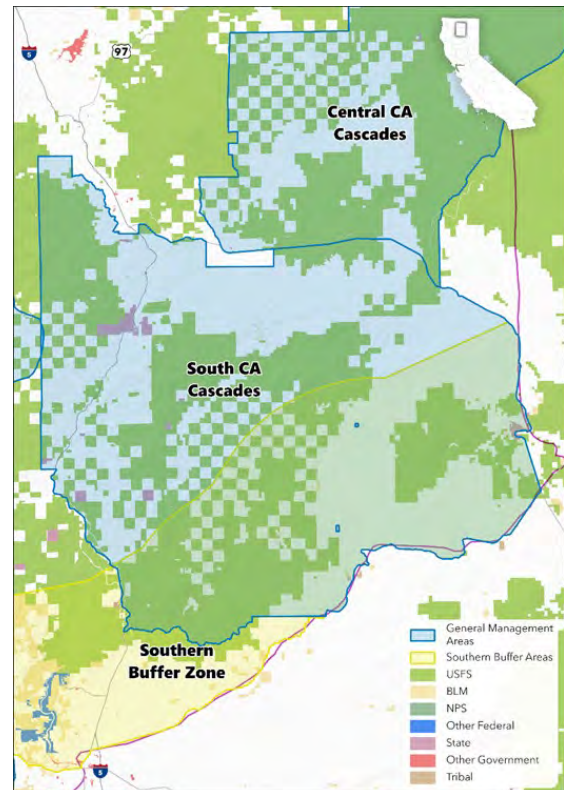 5
97
Central CA
Cascades
South CA
Cascades
Southern
Buffer Zone
5
General Management
Areas
Southern Buffer Areas
USFS
BLM
NPS
Other Federal
State
Other Government
Tribal